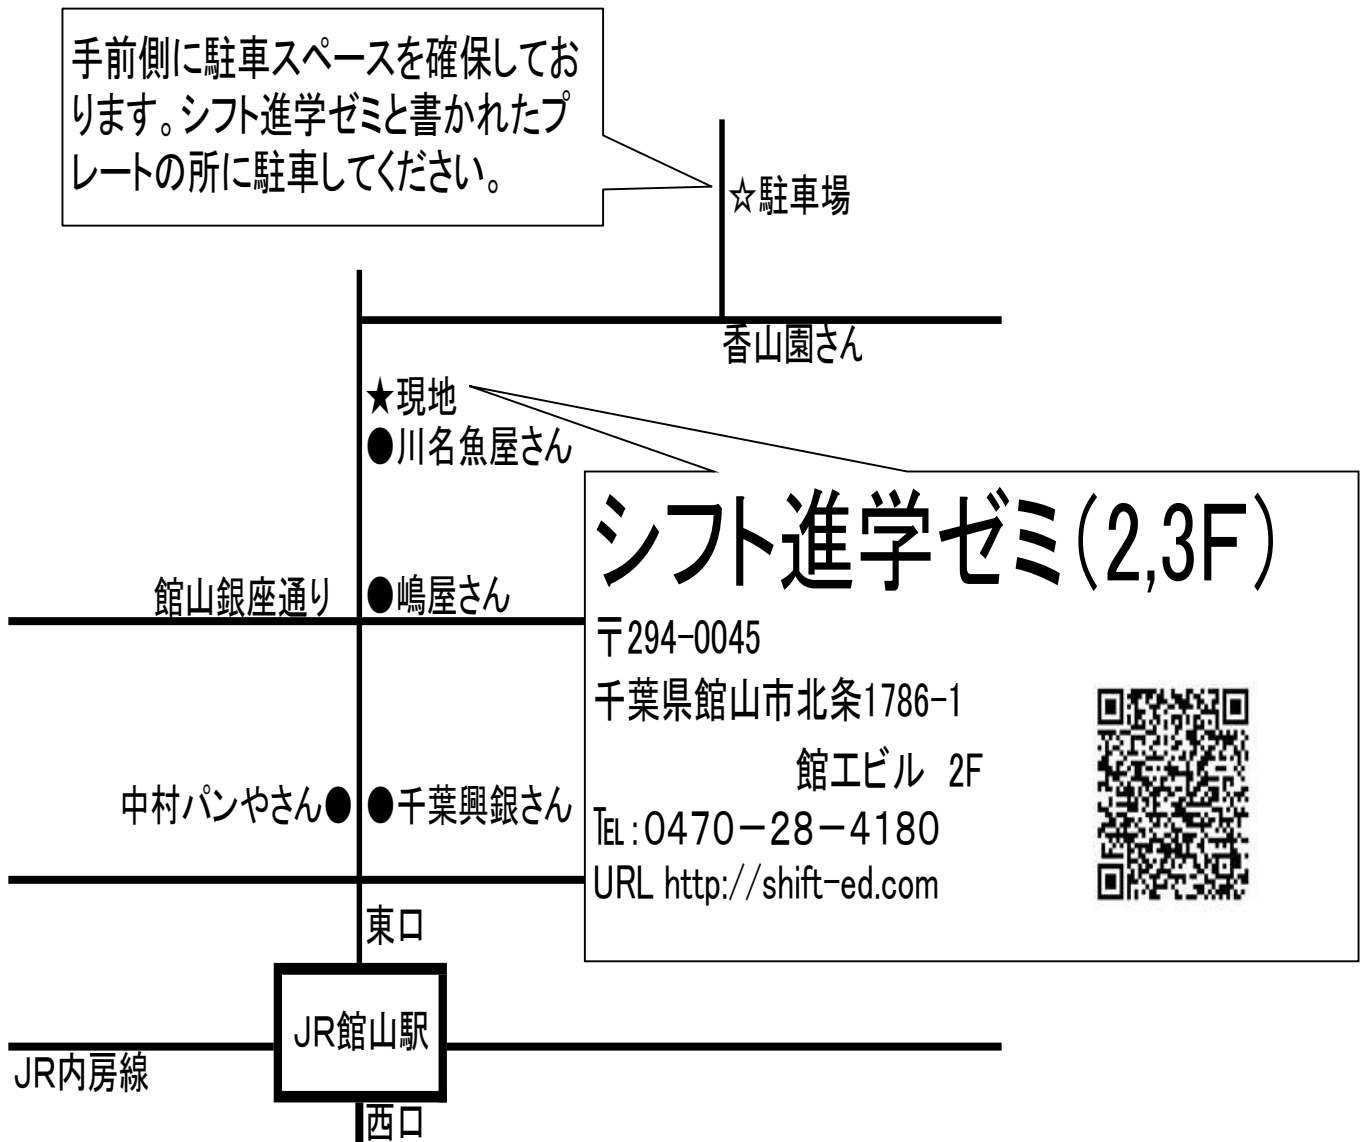 手前側に駐車スペースを確保してお
ります。シフト進学ゼミと書かれたプ
レートの所に駐車してください。
☆駐車場
香山園さん
★現地
●川名魚屋さん
シフト進学ゼミ(2,3F)
館山銀座通り
●嶋屋さん
〒294-0045
千葉県館山市北条1786-1
館エビル 2F
中村パンやさん●
●千葉興銀さん
℡:0470-28-4180
URL http://shift-ed.com
東口
JR館山駅
JR内房線
西口